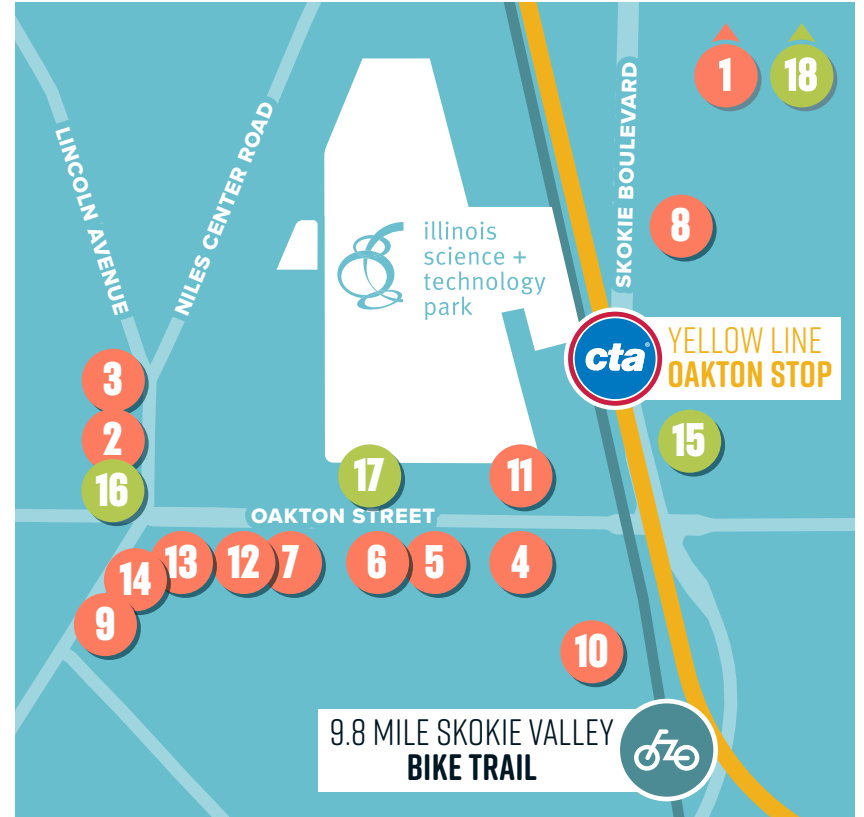 1
18
SKOKIE BOULEVARD
LINCOLN AVENUE
NILES CENTER ROAD
8
illinois
science +
technology
park
cta®
YELLOW LINE
OAKTON STOP
3
2
16
15
17
11
OAKTON STREET
13
12
7
6
5
4
14
9
10
9.8 MILE SKOKIE VALLEY
BIKE TRAIL